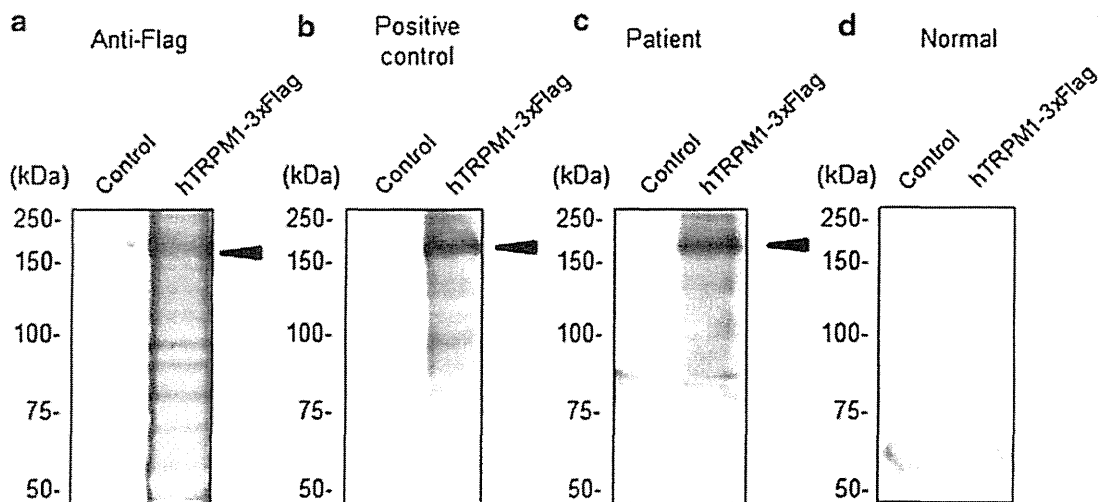 a
Anti-Flag
b
Positive
control
c
Patient
d
Normal
Control
hTRPM1-3xFlag
Control
hTRPM1-3xFlag
Control
hTRPM1-3xFlag
Control
hTRPM1-3xFlag
(kDa)
250-
150-
100-
75-
50-
(kDa)
250-
150-
100-
75-
50-
(kDa)
250-
150-
100-
75-
50-
(kDa)
250-
150-
100-
75-
50-